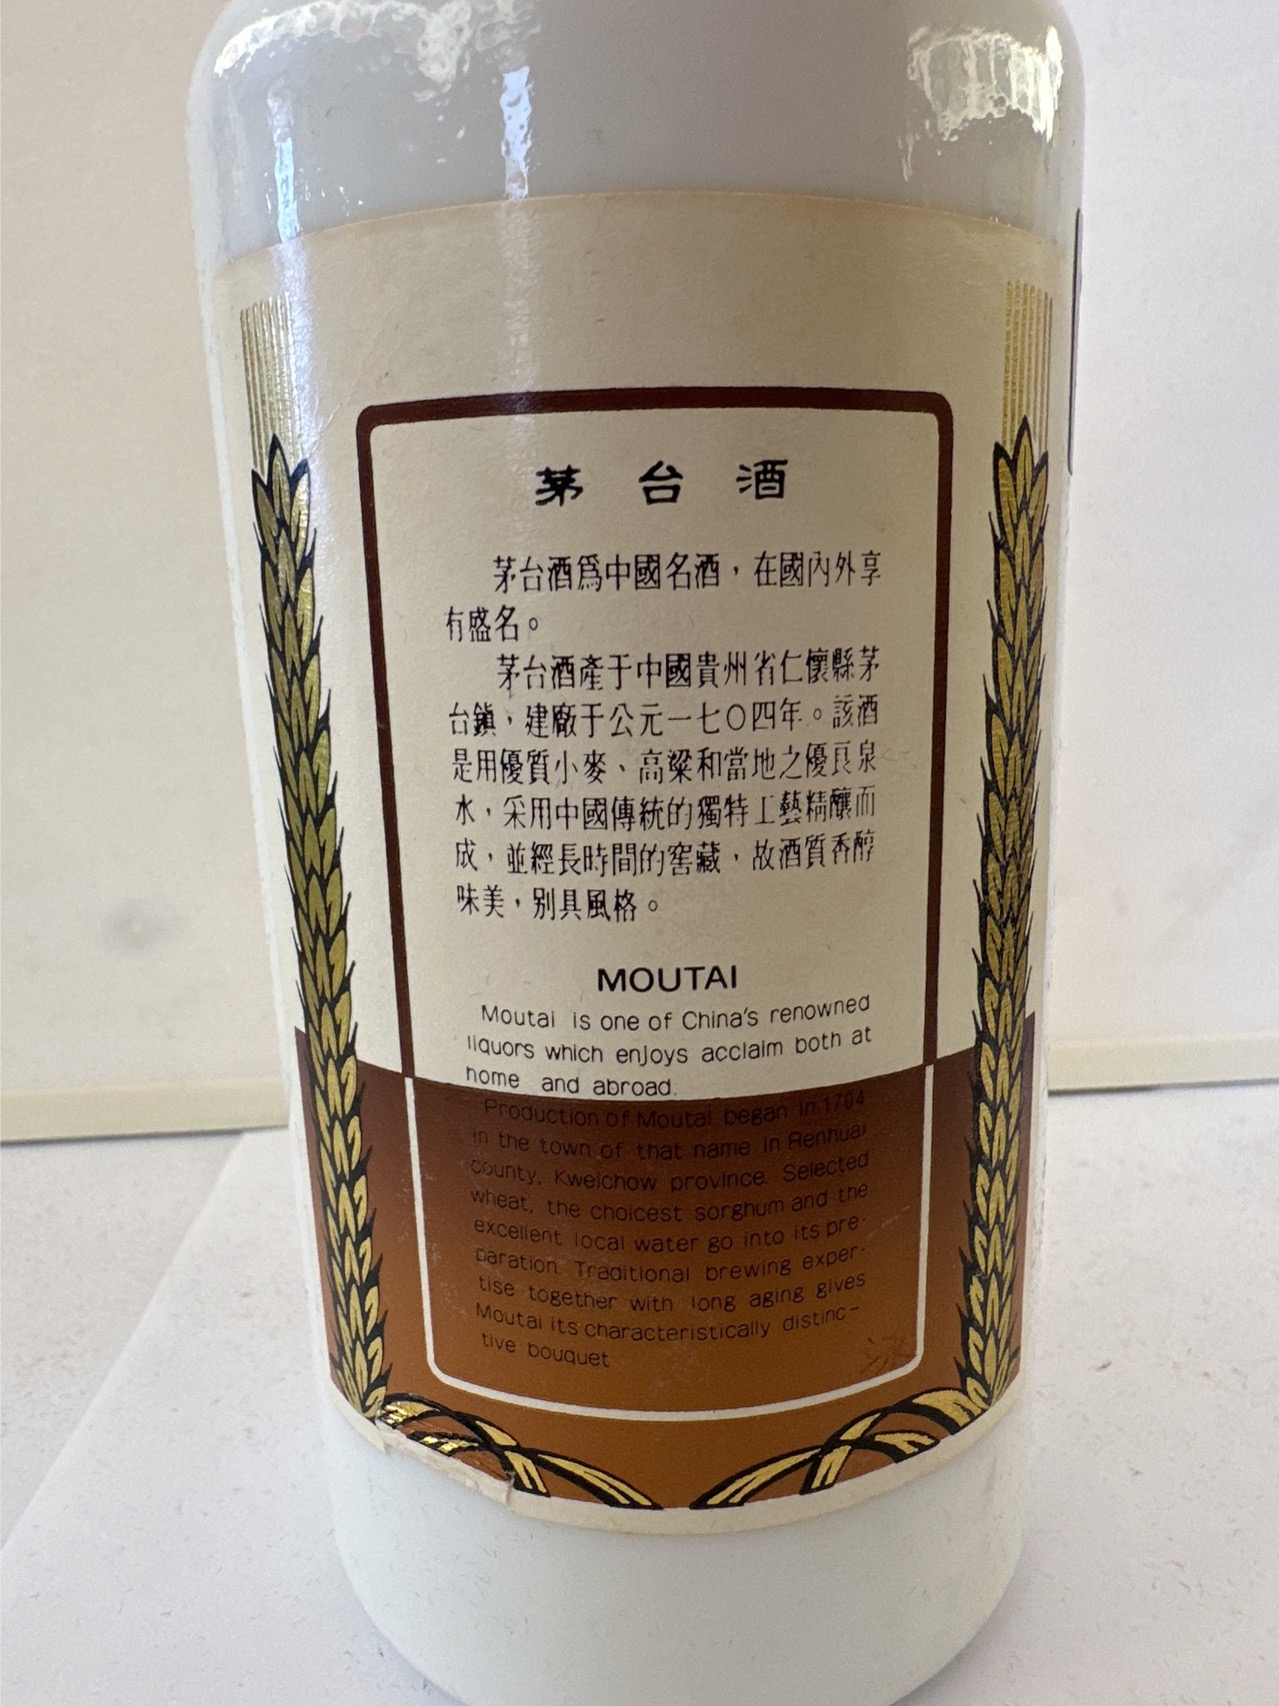 茅台酒
茅台酒爲中國名酒，在國內外享
有盛名。
茅台酒產于中國貴州省仁懷縣茅
台鎮，建廠于公元一七〇四年。該酒
是用優質小麥、高粱和當地之優良泉
水，采用中國傳統的獨特工藝精釀而
成，並經長時間的窖藏，故酒質香醇
味美，别具風格。
MOUTAI
Moutai is one of China's renowned
liquors which enjoys acclaim both at
home and abroad.
Production of Moutai began in 1704
in the town of that name in Renhuai
county, Kweichow province. Selected
wheat, the choicest sorghum and the
excellent local water go into its pre-
paration. Traditional brewing exper-
tise together with long aging gives
Moutai its characteristically distinc-
tive bouquet